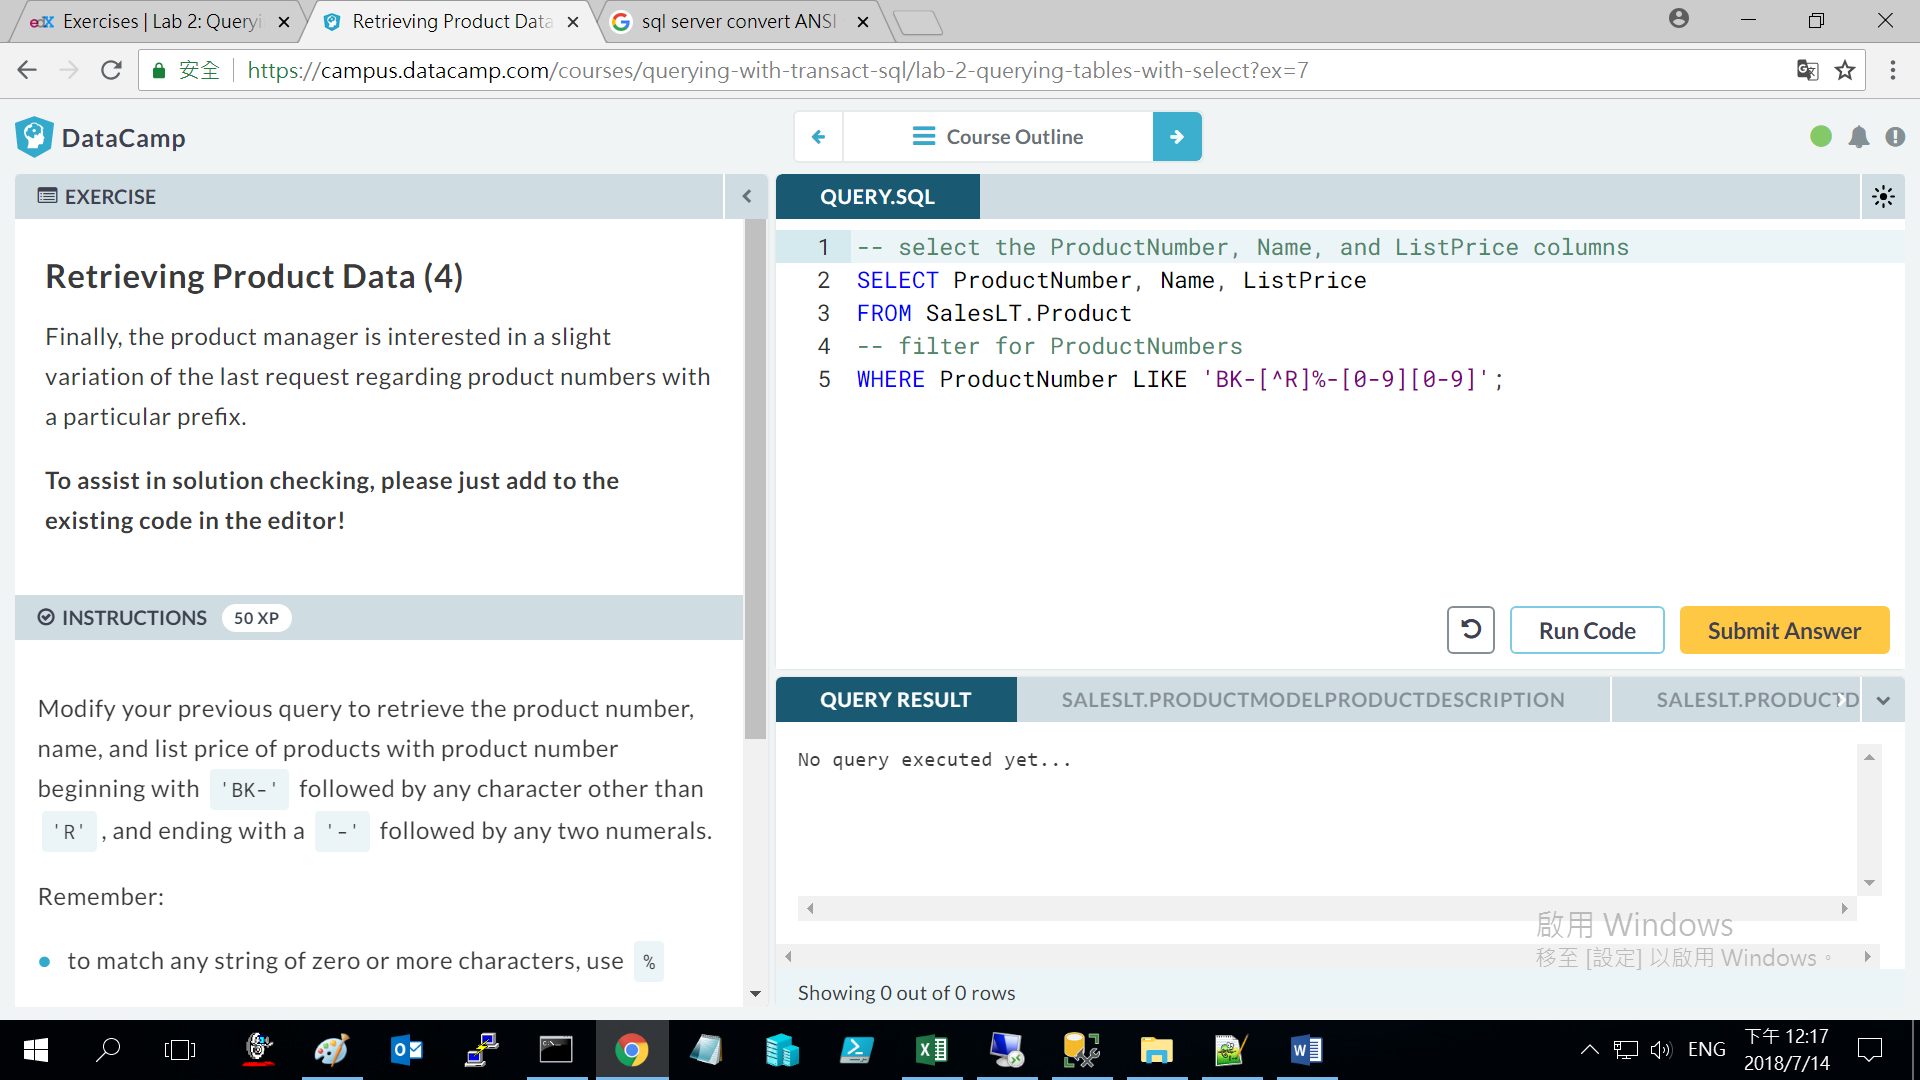 Exercises | Lab 2: Queryi
Retrieving Product Data
sql server convert ANSI
安全
https://campus.datacamp.com/courses/querying-with-transact-sql/lab-2-querying-tables-with-select?ex=7
DataCamp
Course Outline
EXERCISE
Retrieving Product Data (4)
Finally, the product manager is interested in a slight
variation of the last request regarding product numbers with
a particular prefix.
To assist in solution checking, please just add to the
existing code in the editor!
INSTRUCTIONS 50 XP
Modify your previous query to retrieve the product number,
name, and list price of products with product number
beginning with 'BK-' followed by any character other than
'R' , and ending with a '-' followed by any two numerals.
Remember:
to match any string of zero or more characters, use %
QUERY.SQL
1 -- select the ProductNumber, Name, and ListPrice columns
2 SELECT ProductNumber, Name, ListPrice
3 FROM SalesLT.Product
4 -- filter for ProductNumbers
5 WHERE ProductNumber LIKE 'BK-[^R]%-[0-9][0-9]';
Run Code
Submit Answer
QUERY RESULT
SALESLT.PRODUCTMODELPRODUCTDESCRIPTION
SALESLT.PRODUCTD
No query executed yet...
啟用 Windows
移至 [設定] 以啟用 Windows。
Showing 0 out of 0 rows
ENG
下午 12:17
2018/7/14